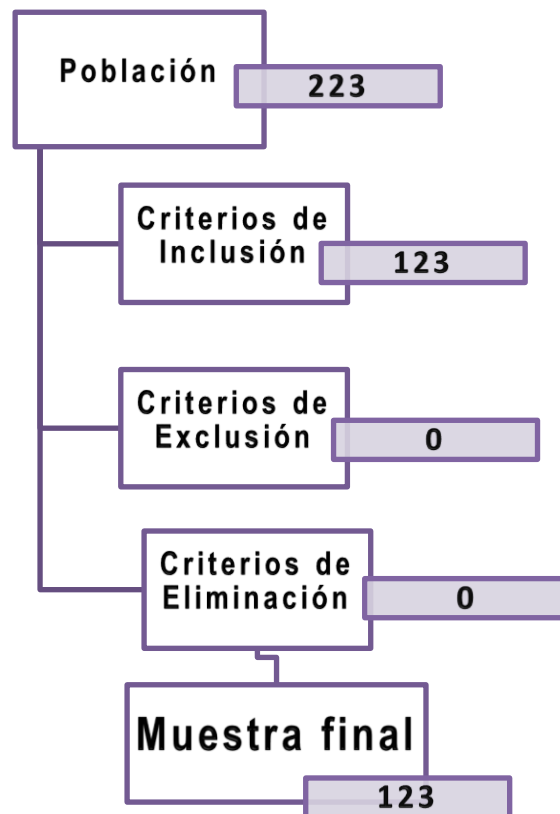 Población
223
Criterios de
Inclusión
123
Criterios de
Exclusión
0
Criterios de
Eliminación
0
Muestra final
123